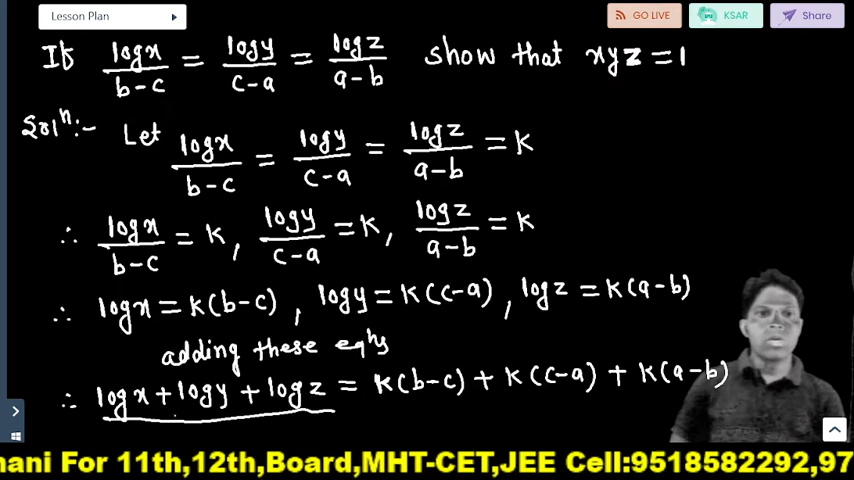 Lesson Plan
GO LIVE
KSAR
Share
If logx/b-c = logy/c-a = logz/a-b show that xyz = 1
Solⁿ:- Let logx/b-c = logy/c-a = logz/a-b = K
∴ logx/b-c = K, logy/c-a = K, logz/a-b = K
∴ logx = K(b-c), logy = K(c-a), logz = K(a-b)
adding these eqⁿs
∴ logx + logy + logz = K(b-c) + K(c-a) + K(a-b)
nani For 11th,12th,Board,MHT-CET,JEE Cell:9518582292,97